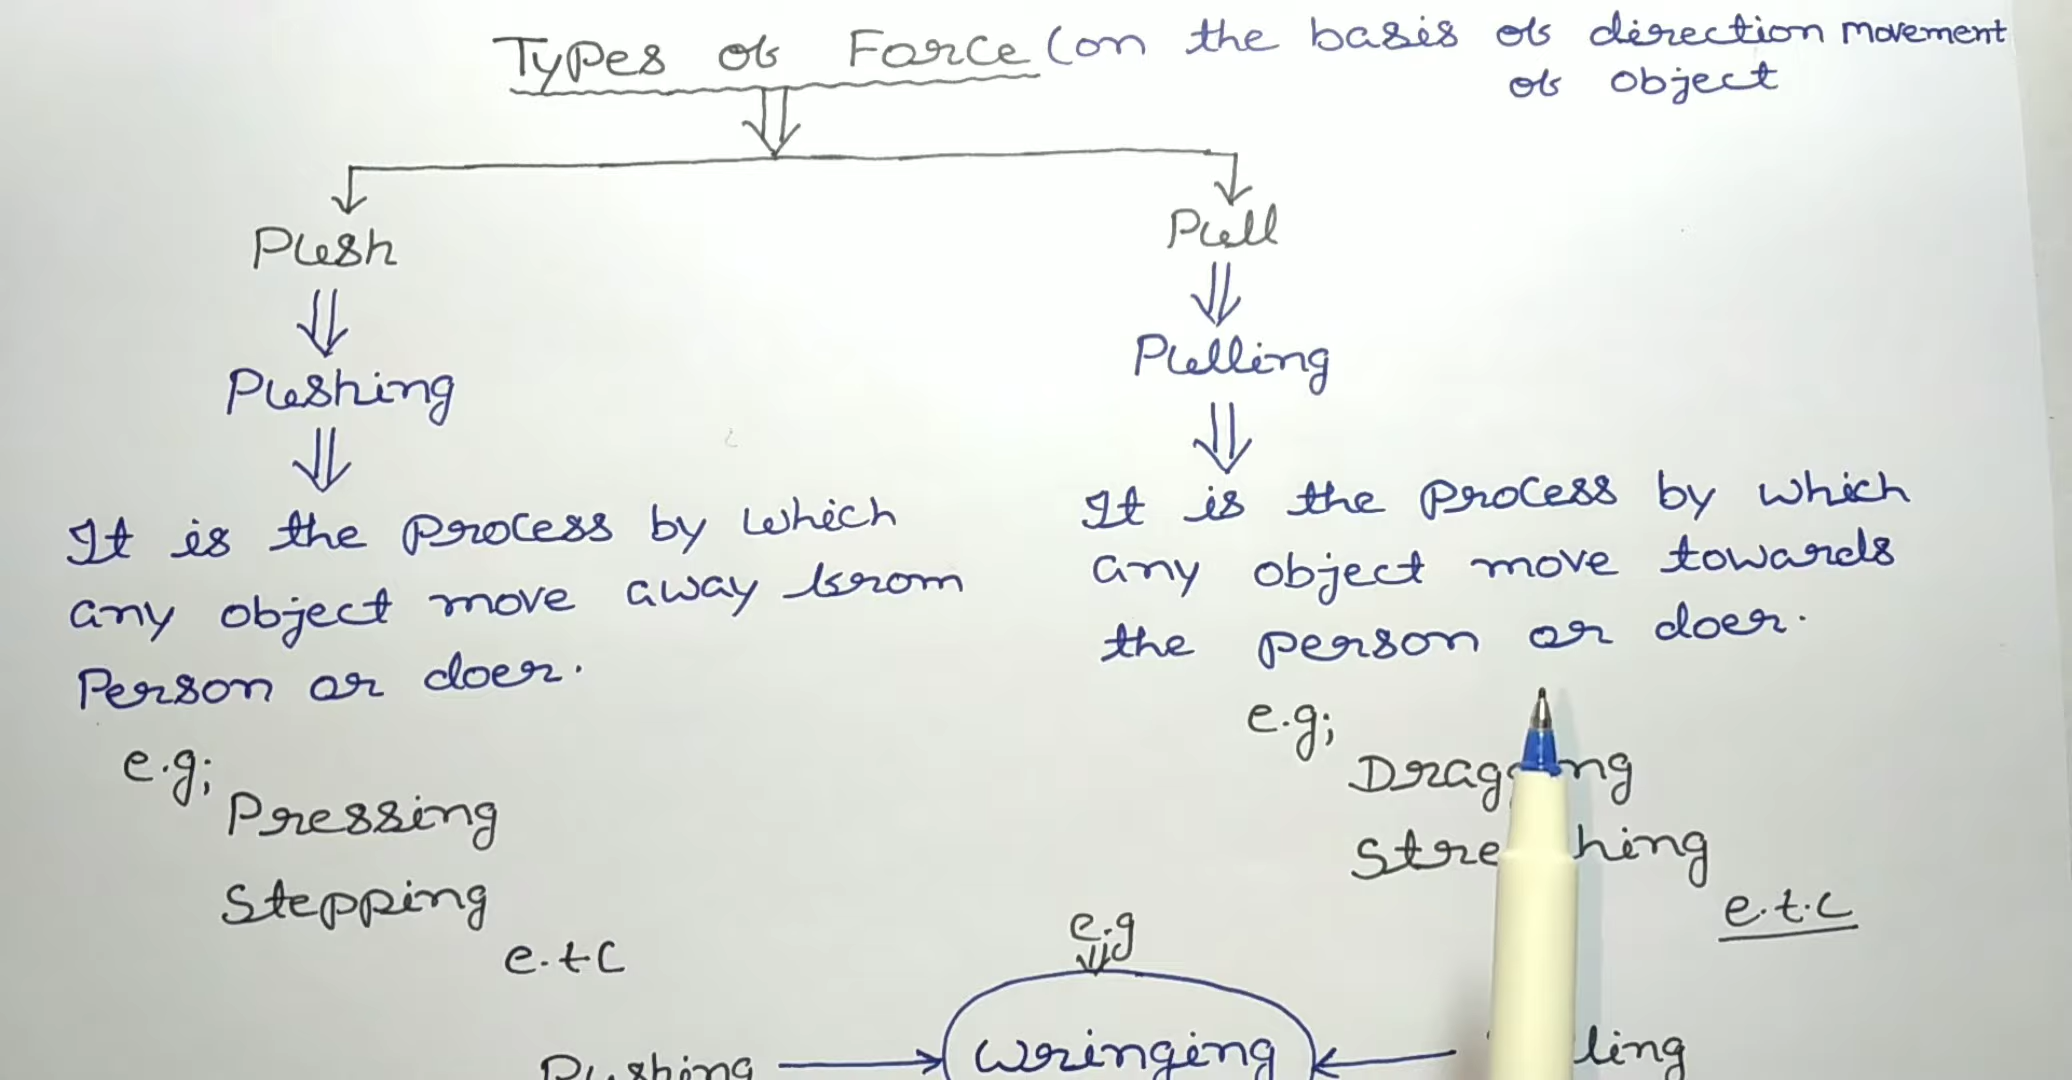 Types of Force (on the basis of direction movement
of object
Push
Pull
Pushing
Pulling
It is the process by which
any object move away from
Person or doer.
It is the process by which
any object move towards
the person or doer.
e.g;
Pressing
Stepping
e.t.c
e.g;
e.t.c
e.g
Pushing
Wringing